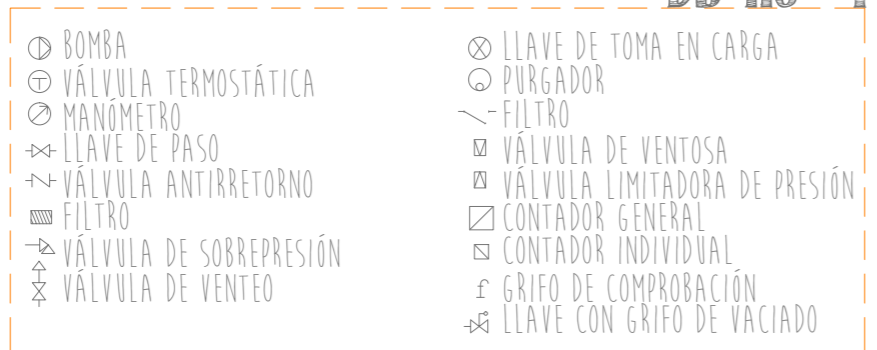 BOMBA
VÁLVULA TERMOSTÁTICA
MANÓMETRO
LLAVE DE PASO
VÁLVULA ANTIRRETORNO
FILTRO
VÁLVULA DE SOBREPRESIÓN
VÁLVULA DE VENTEO
LLAVE DE TOMA EN CARGA
PURGADOR
FILTRO
VÁLVULA DE VENTOSA
VÁLVULA LIMITADORA DE PRESIÓN
CONTADOR GENERAL
CONTADOR INDIVIDUAL
GRIFO DE COMPROBACIÓN
LLAVE CON GRIFO DE VACIADO